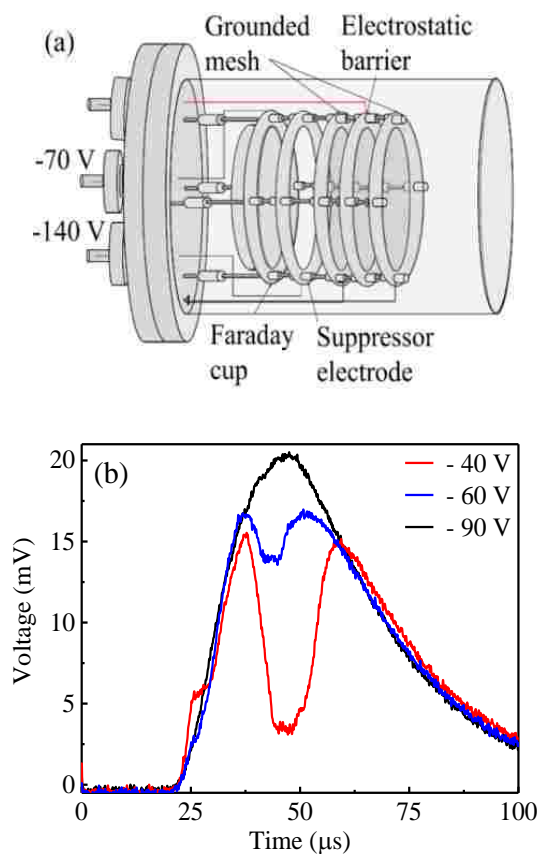 (a)
Grounded mesh
Electrostatic barrier
-70 V
-140 V
Faraday cup
Suppressor electrode
(b)
- 40 V
- 60 V
- 90 V
20
15
10
5
0
Voltage (mV)
0 25 50 75 100
Time (μs)